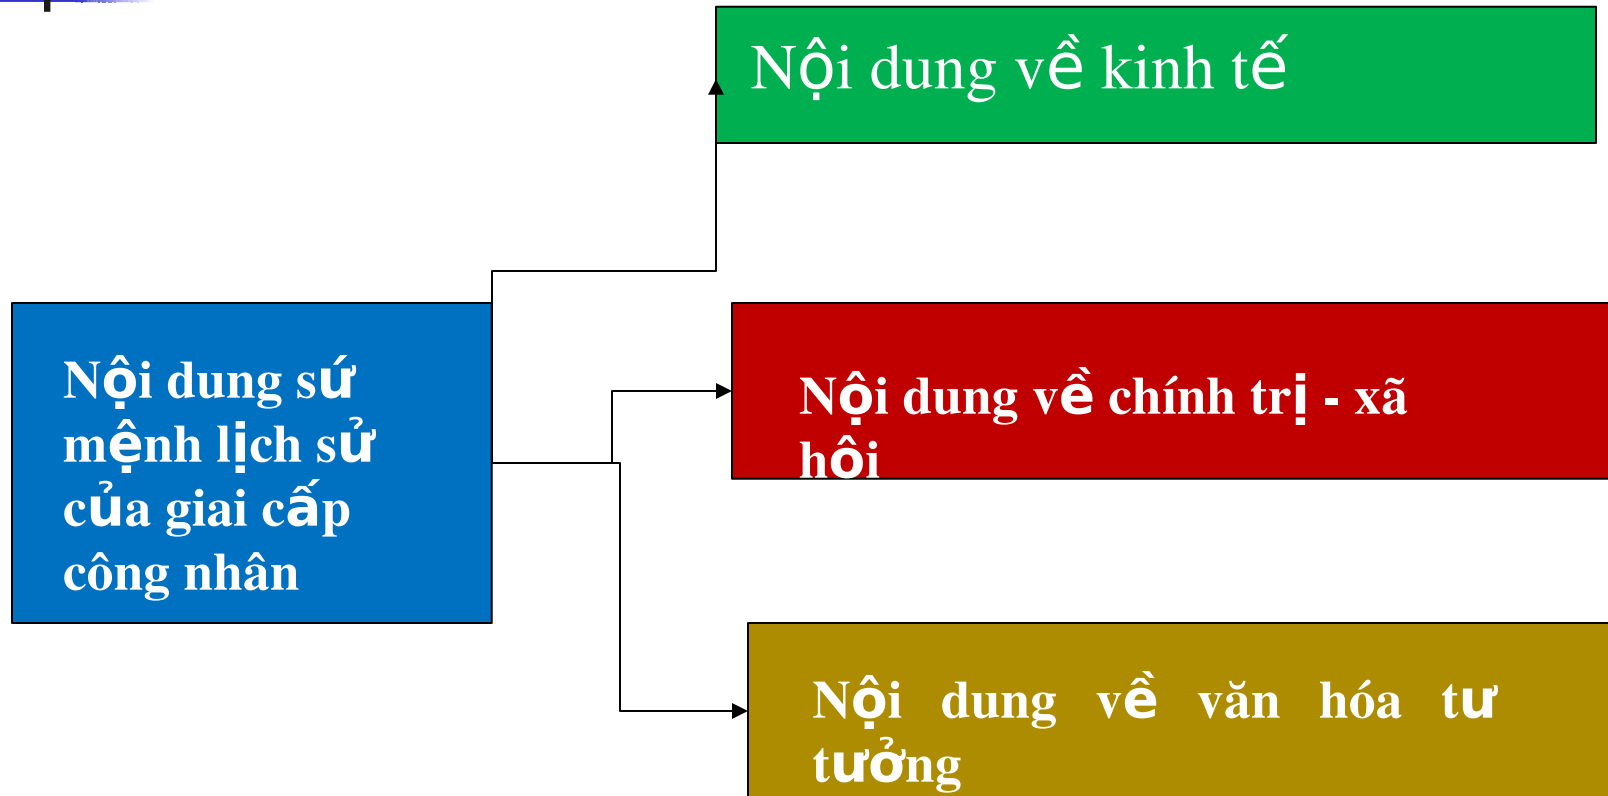 Nội dung về kinh tế
Nội dung sứ
mệnh lịch sử
của giai cấp
công nhân
Nội dung về chính trị - xã
hội
Nội dung về văn hóa tư
tưởng